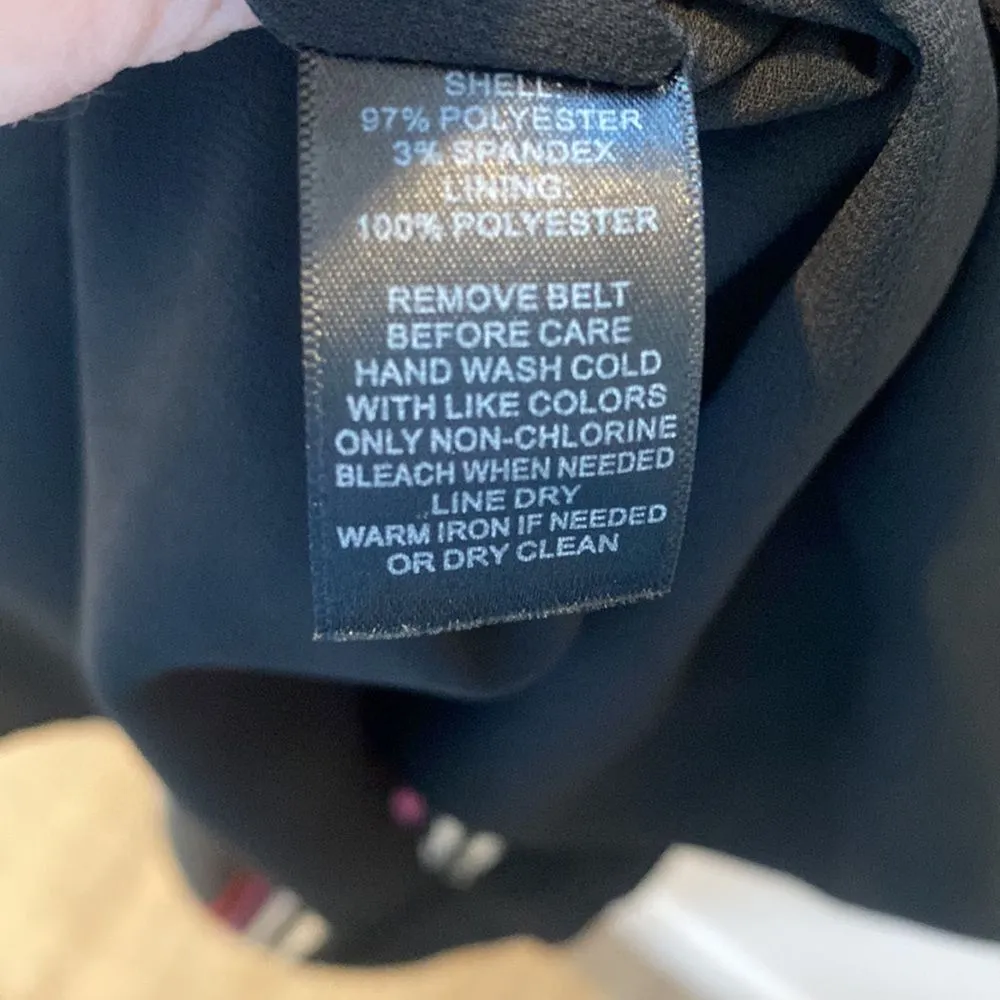 SHELL:
97% POLYESTER
3% SPANDEX
LINING:
100% POLYESTER
REMOVE BELT
BEFORE CARE
HAND WASH COLD
WITH LIKE COLORS
ONLY NON-CHLORINE
BLEACH WHEN NEEDED
LINE DRY
WARM IRON IF NEEDED
OR DRY CLEAN